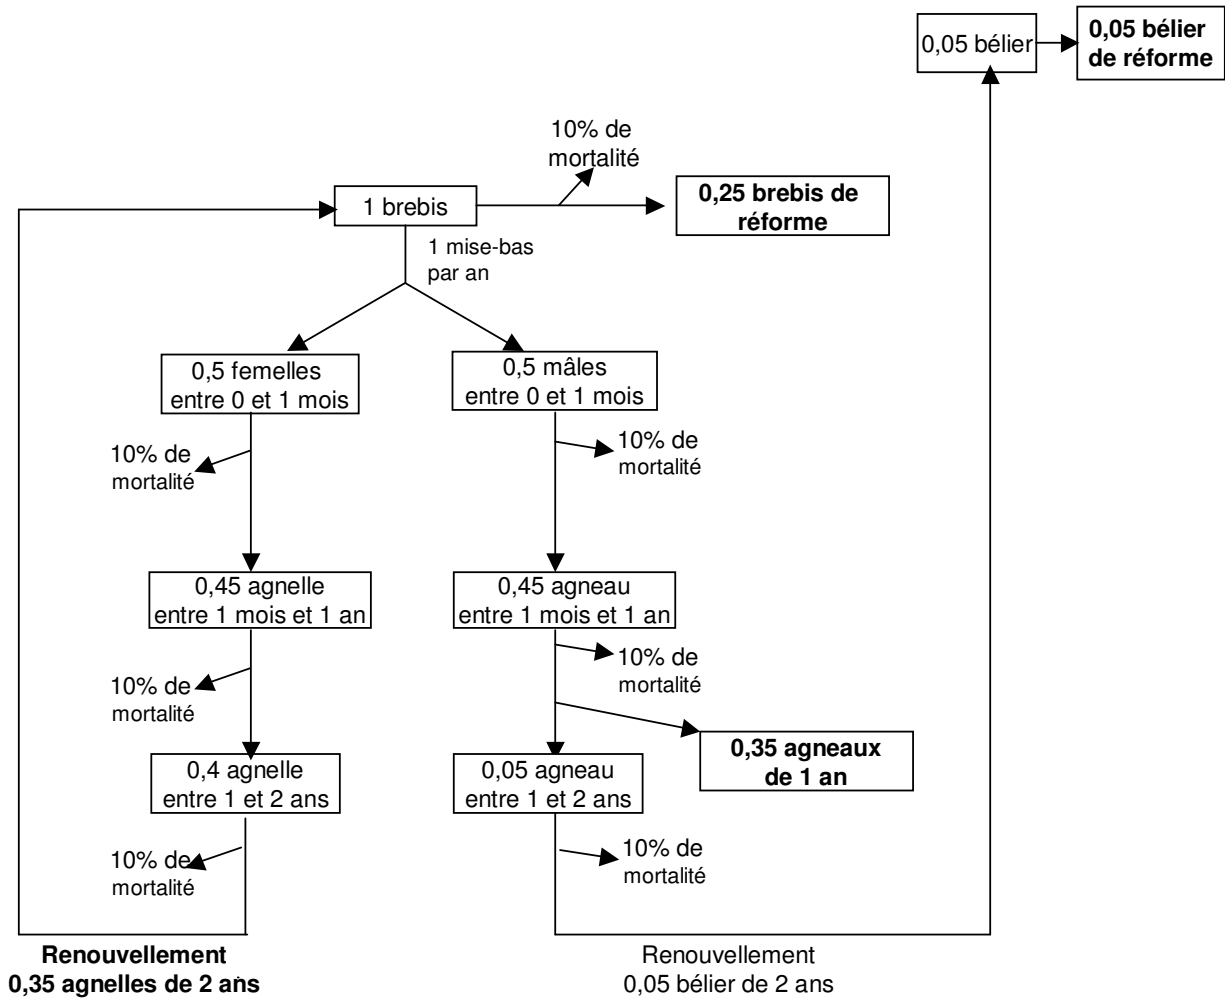 0,05 bélier
0,05 bélier
de réforme
10% de
mortalité
1 brebis
0,25 brebis de
réforme
1 mise-bas
par an
0,5 femelles
entre 0 et 1 mois
0,5 mâles
entre 0 et 1 mois
10% de
mortalité
10% de
mortalité
0,45 agnelle
entre 1 mois et 1 an
0,45 agneau
entre 1 mois et 1 an
10% de
mortalité
10% de
mortalité
0,35 agneaux
de 1 an
0,4 agnelle
entre 1 et 2 ans
0,05 agneau
entre 1 et 2 ans
10% de
mortalité
10% de
mortalité
Renouvellement
0,35 agnelles de 2 ans
Renouvellement
0,05 bélier de 2 ans